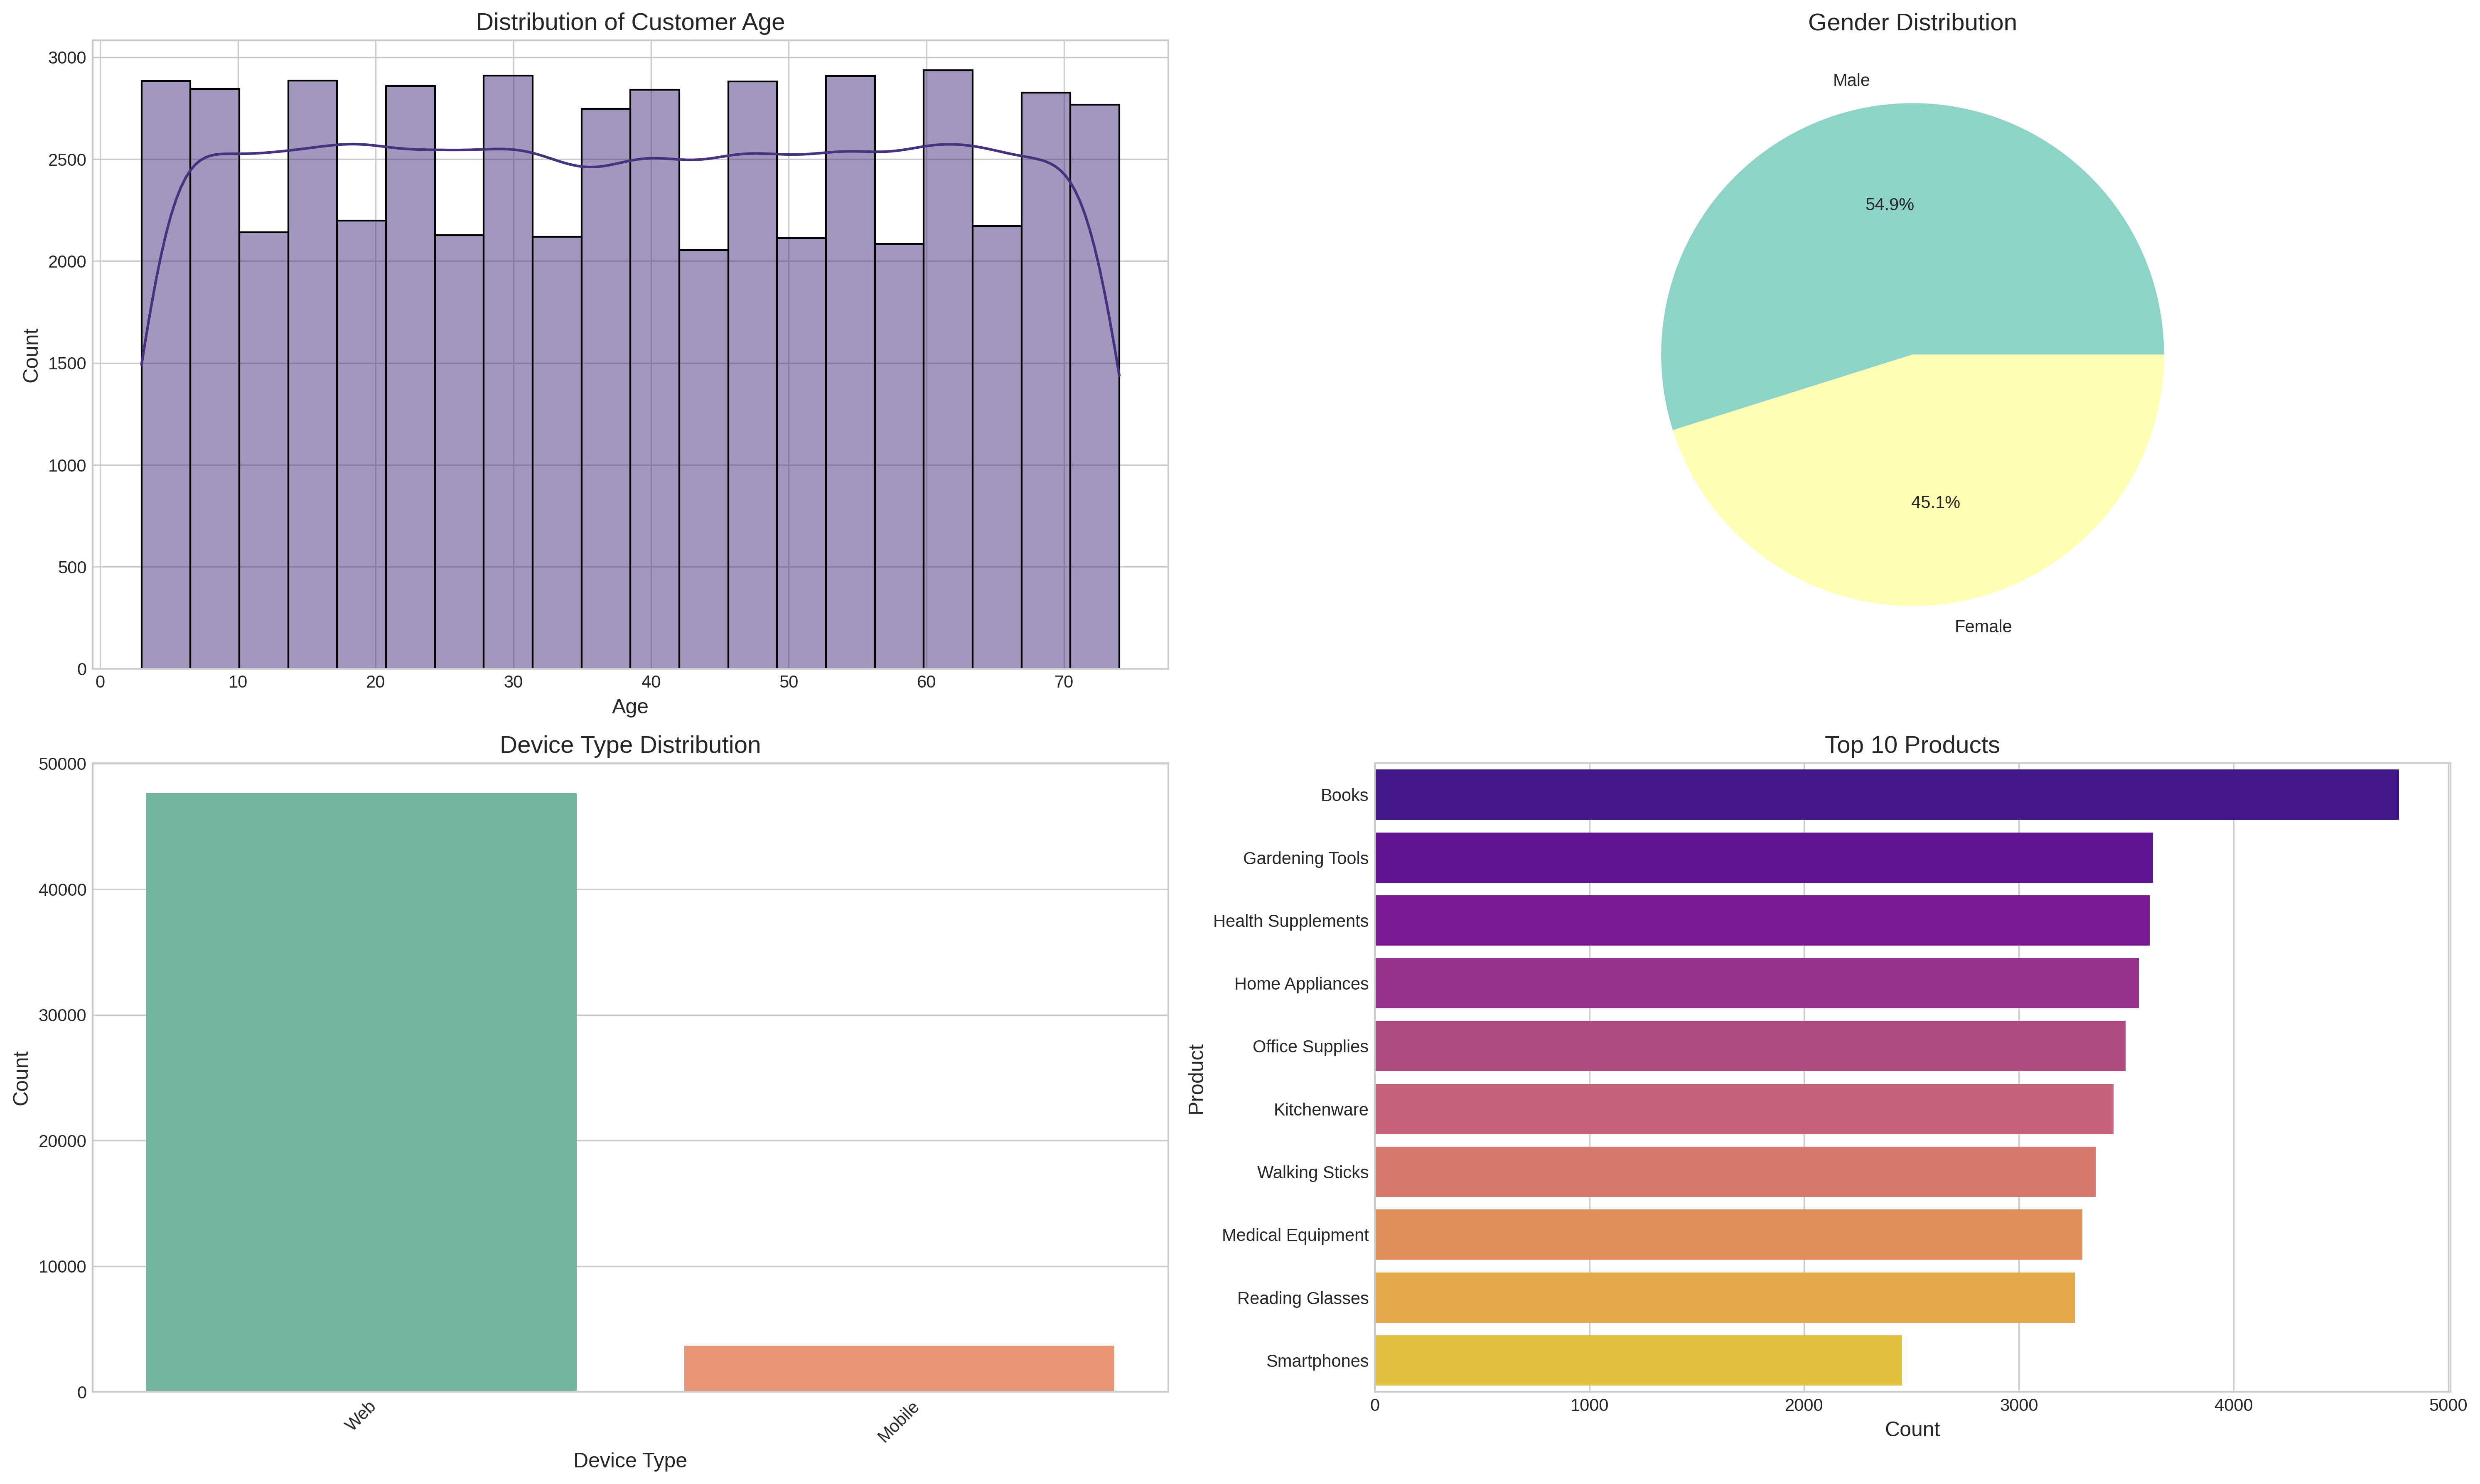 Distribution of Customer Age
3000
2500
2000
1500
1000
500
0
Count
0 10 20 30 40 50 60 70
Age
Gender Distribution
Male
54.9%
45.1%
Female
Device Type Distribution
50000
40000
30000
20000
10000
0
Count
Web
Mobile
Device Type
Top 10 Products
Product
Books
Gardening Tools
Health Supplements
Home Appliances
Office Supplies
Kitchenware
Walking Sticks
Medical Equipment
Reading Glasses
Smartphones
0 1000 2000 3000 4000 5000
Count